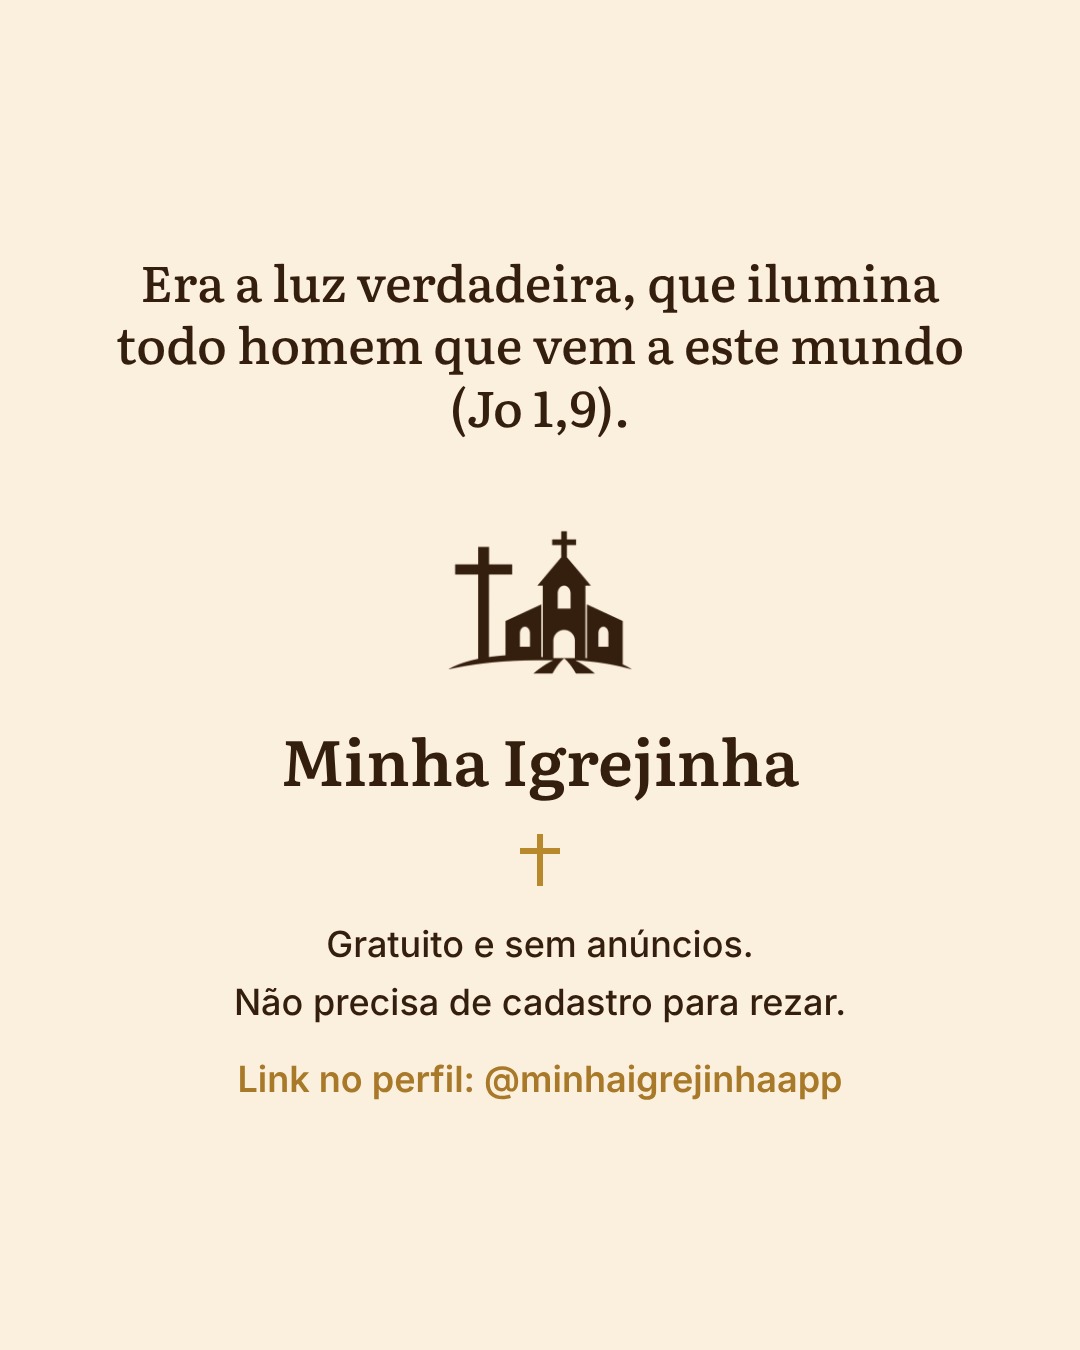 Era a luz verdadeira, que ilumina
todo homem que vem a este mundo
(Jo 1,9).
Minha Igrejinha
Gratuito e sem anúncios.
Não precisa de cadastro para rezar.
Link no perfil: @minhaigrejinhaapp